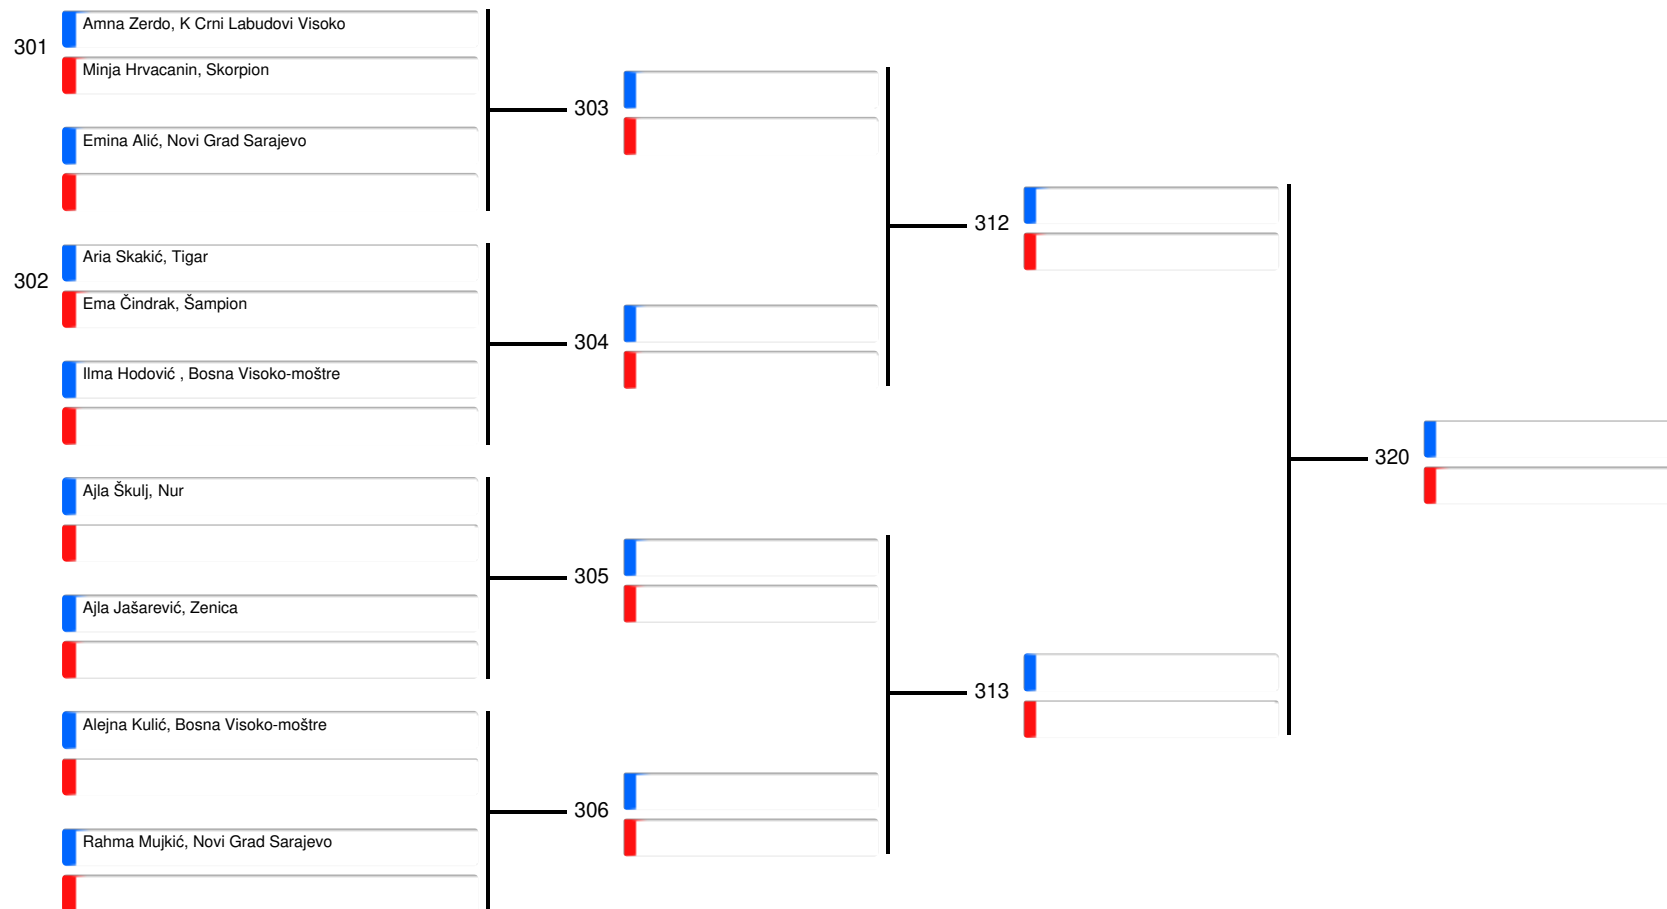 301
Amna Zerdo, K Crni Labudovi Visoko
Minja Hrvacanin, Skorpion
Emina Alić, Novi Grad Sarajevo
302
Aria Skakić, Tigar
Ema Čindrak, Šampion
Ilma Hodović , Bosna Visoko-moštre
Ajla Škulj, Nur
Ajla Jašarević, Zenica
Alejna Kulić, Bosna Visoko-moštre
Rahma Mujkić, Novi Grad Sarajevo
303
304
305
306
312
313
320